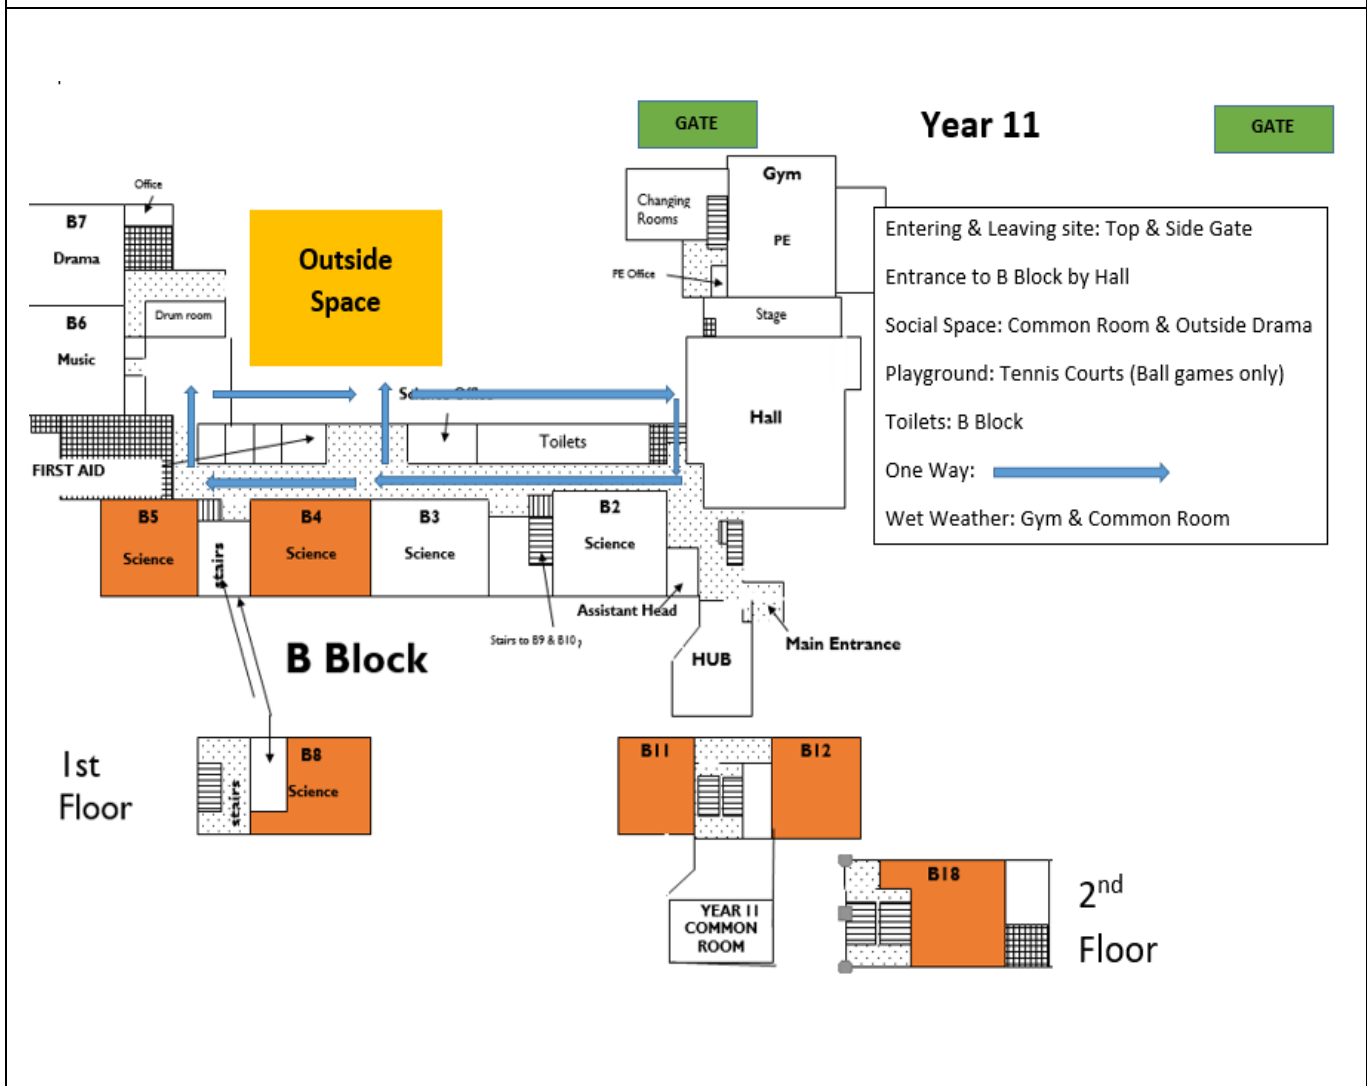 GATE
Year 11
GATE
Office
B7
Drama
Outside
Space
Changing
Rooms
Gym
PE
PE Office
Entering & Leaving site: Top & Side Gate
Entrance to B Block by Hall
Social Space: Common Room & Outside Drama
Playground: Tennis Courts (Ball games only)
Toilets: B Block
One Way:
Wet Weather: Gym & Common Room
B6
Music
Drum room
Stage
Science Office
Hall
Toilets
FIRST AID
B5
Science
stairs
B4
Science
B3
Science
B2
Science
Assistant Head
Stairs to B9 & B10,
Main Entrance
B Block
HUB
1st
Floor
stairs
B8
Science
B11
B12
YEAR 11
COMMON
ROOM
B18
2nd
Floor